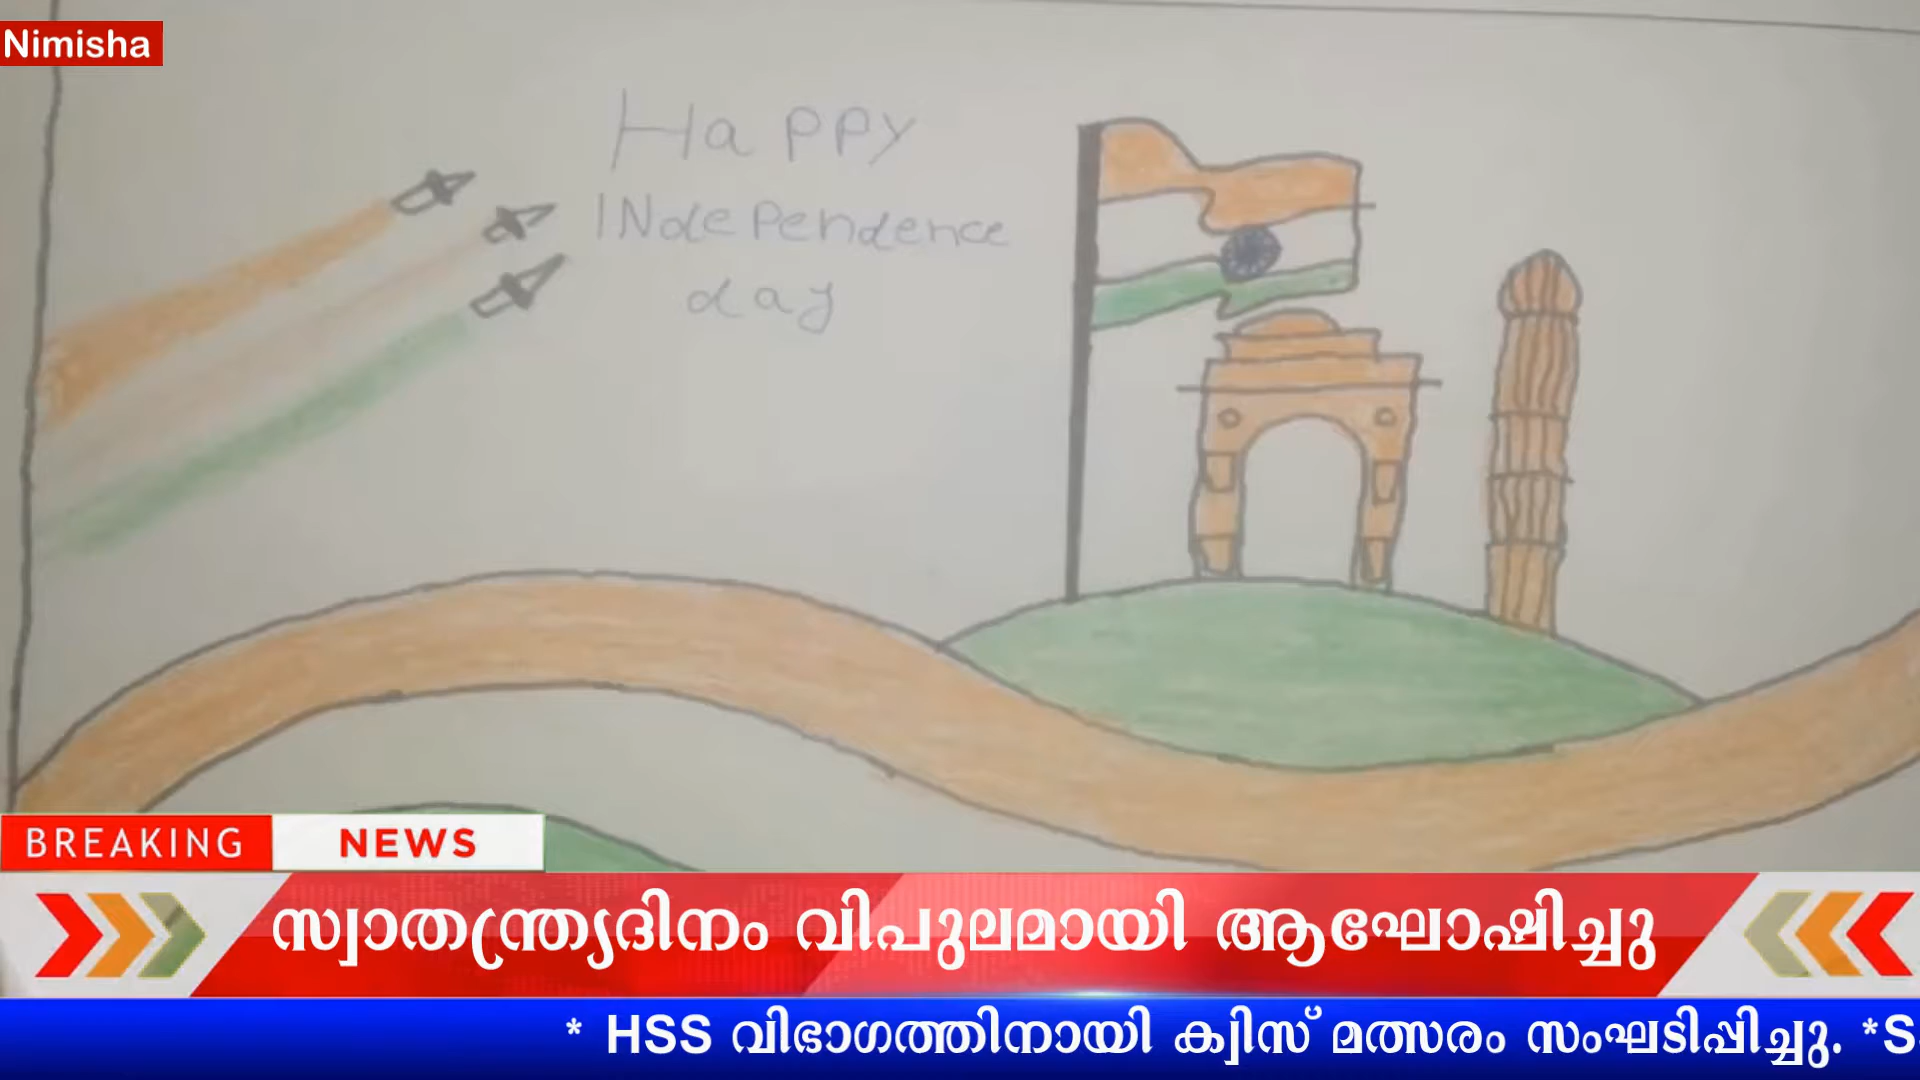 Nimisha
Happy
INdependence
day
BREAKING NEWS
സ്വാതന്ത്ര്യദിനം വിപുലമായി ആഘോഷിച്ചു
* HSS വിഭാഗത്തിനായി ക്വിസ് മത്സരം സംഘടിപ്പിച്ചു. *S